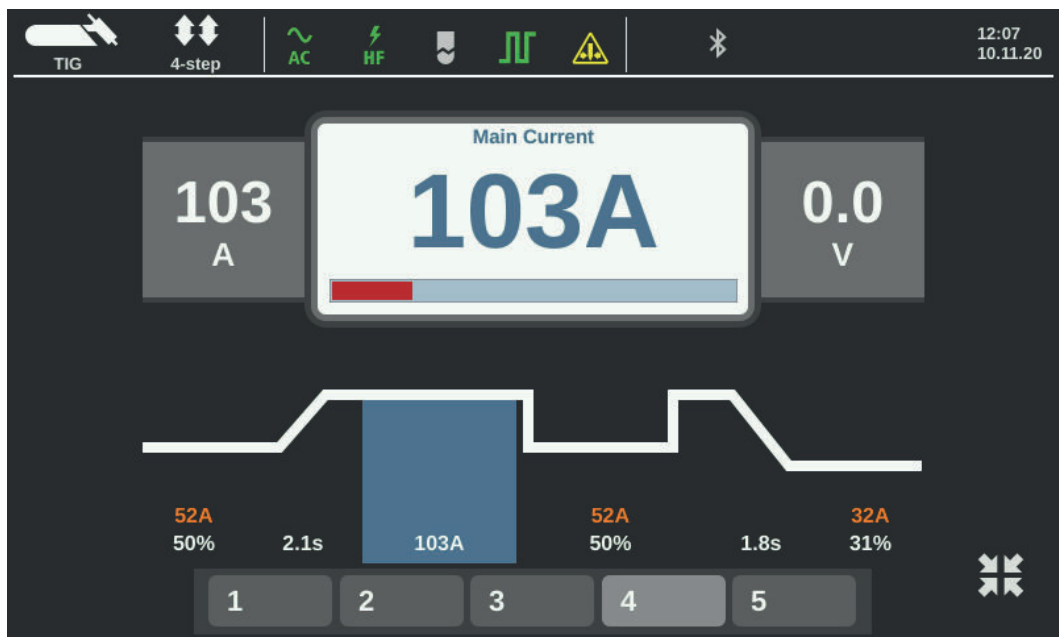 TIG
4-step
AC
HF
12:07
10.11.20
Main Current
103
A
103A
0.0
V
52A
52A
32A
50%
2.1s
103A
50%
1.8s
31%
1
2
3
4
5